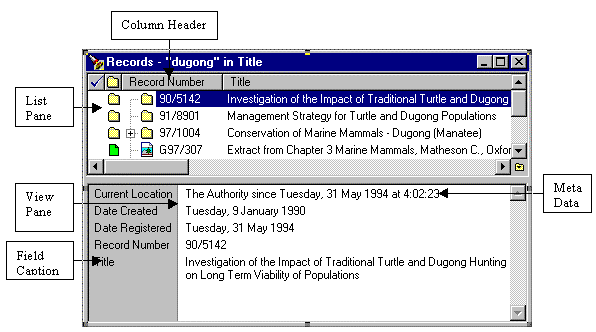 Column Header
Records - "dugong" in Title
Record Number Title
List
Pane
90/5142 Investigation of the Impact of Traditional Turtle and Dugong
91/8901 Management Strategy for Turtle and Dugong Populations
97/1004 Conservation of Marine Mammals - Dugong (Manatee)
G97/307 Extract from Chapter 3 Marine Mammals, Matheson C., Oxfor
View
Pane
Meta
Data
Current Location The Authority since Tuesday, 31 May 1994 at 4:02:23
Date Created Tuesday, 9 January 1990
Date Registered Tuesday, 31 May 1994
Record Number 90/5142
Field
Caption
Title Investigation of the Impact of Traditional Turtle and Dugong Hunting
on Long Term Viability of Populations